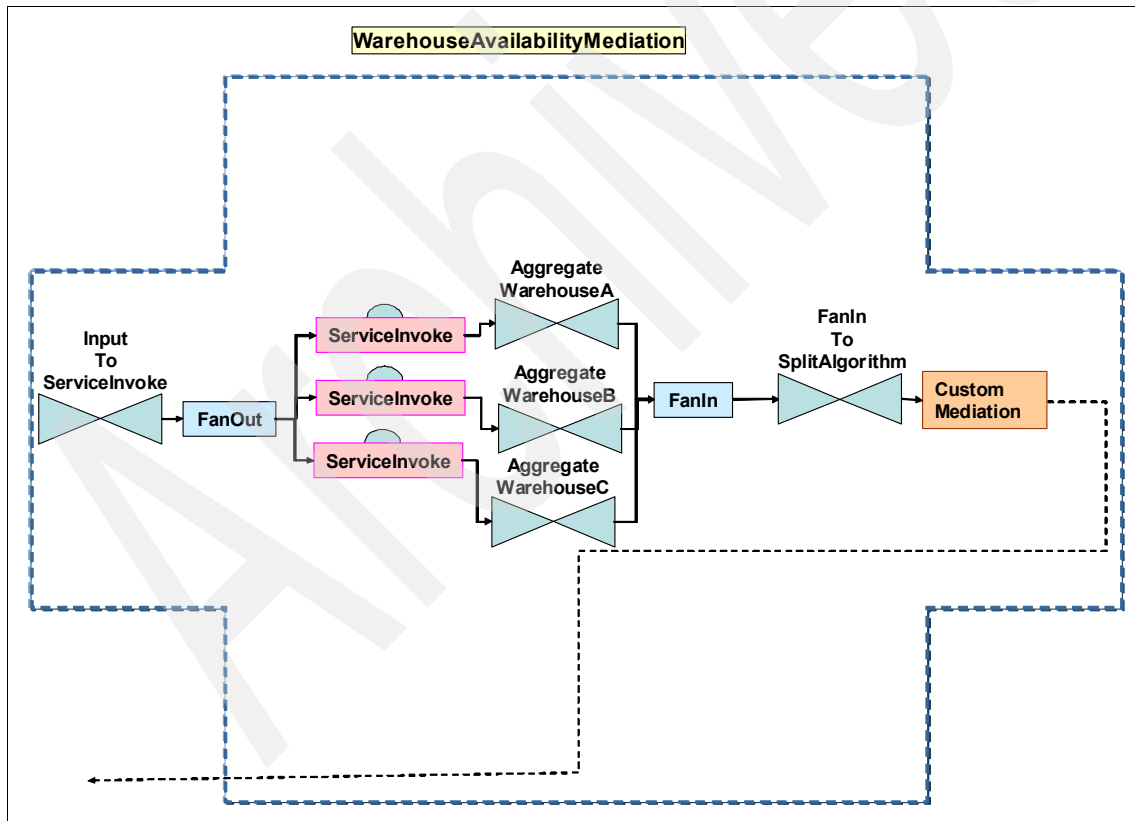 WarehouseAvailabilityMediation
Input
To
ServiceInvoke
FanOut
ServiceInvoke
ServiceInvoke
ServiceInvoke
Aggregate
WarehouseA
Aggregate
WarehouseB
Aggregate
WarehouseC
FanIn
FanIn
To
SplitAlgorithm
Custom
Mediation
Archive